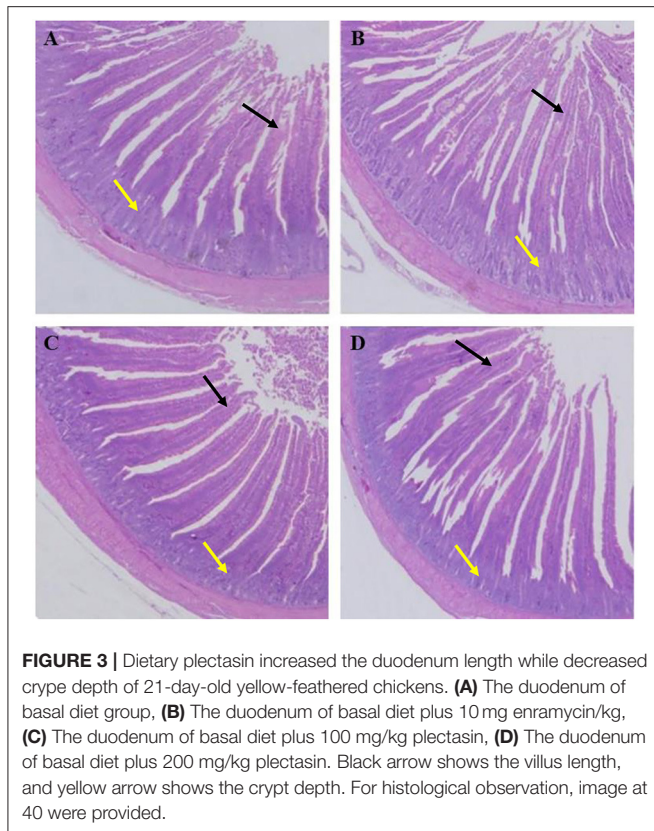 A
B
C
D
FIGURE 3 | Dietary plectasin increased the duodenum length while decreased
crype depth of 21-day-old yellow-feathered chickens. (A) The duodenum of
basal diet group, (B) The duodenum of basal diet plus 10 mg enramycin/kg,
(C) The duodenum of basal diet plus 100 mg/kg plectasin, (D) The duodenum
of basal diet plus 200 mg/kg plectasin. Black arrow shows the villus length,
and yellow arrow shows the crypt depth. For histological observation, image at
40 were provided.